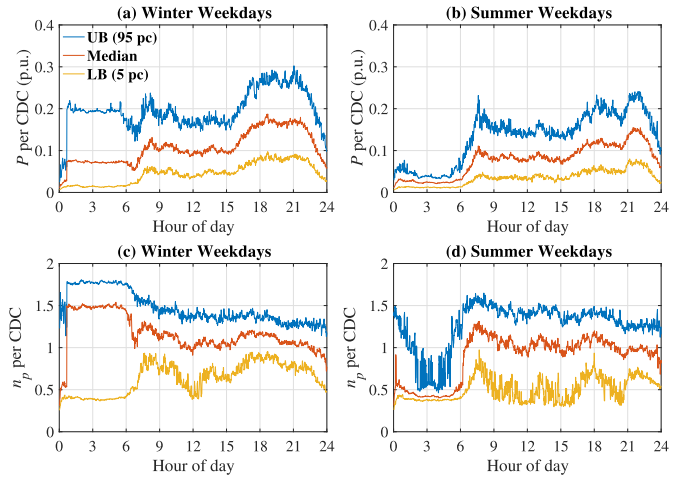 (a) Winter Weekdays
(b) Summer Weekdays
0.4
0.3
0.2
0.1
0
P per CDC (p.u.)
UB (95 pc)
Median
LB (5 pc)
0 3 6 9 12 15 18 21 24
Hour of day
0.4
0.3
0.2
0.1
0
P per CDC (p.u.)
0 3 6 9 12 15 18 21 24
Hour of day
(c) Winter Weekdays
(d) Summer Weekdays
2
1.5
1
0.5
0
n_p per CDC
0 3 6 9 12 15 18 21 24
Hour of day
2
1.5
1
0.5
0
n_p per CDC
0 3 6 9 12 15 18 21 24
Hour of day